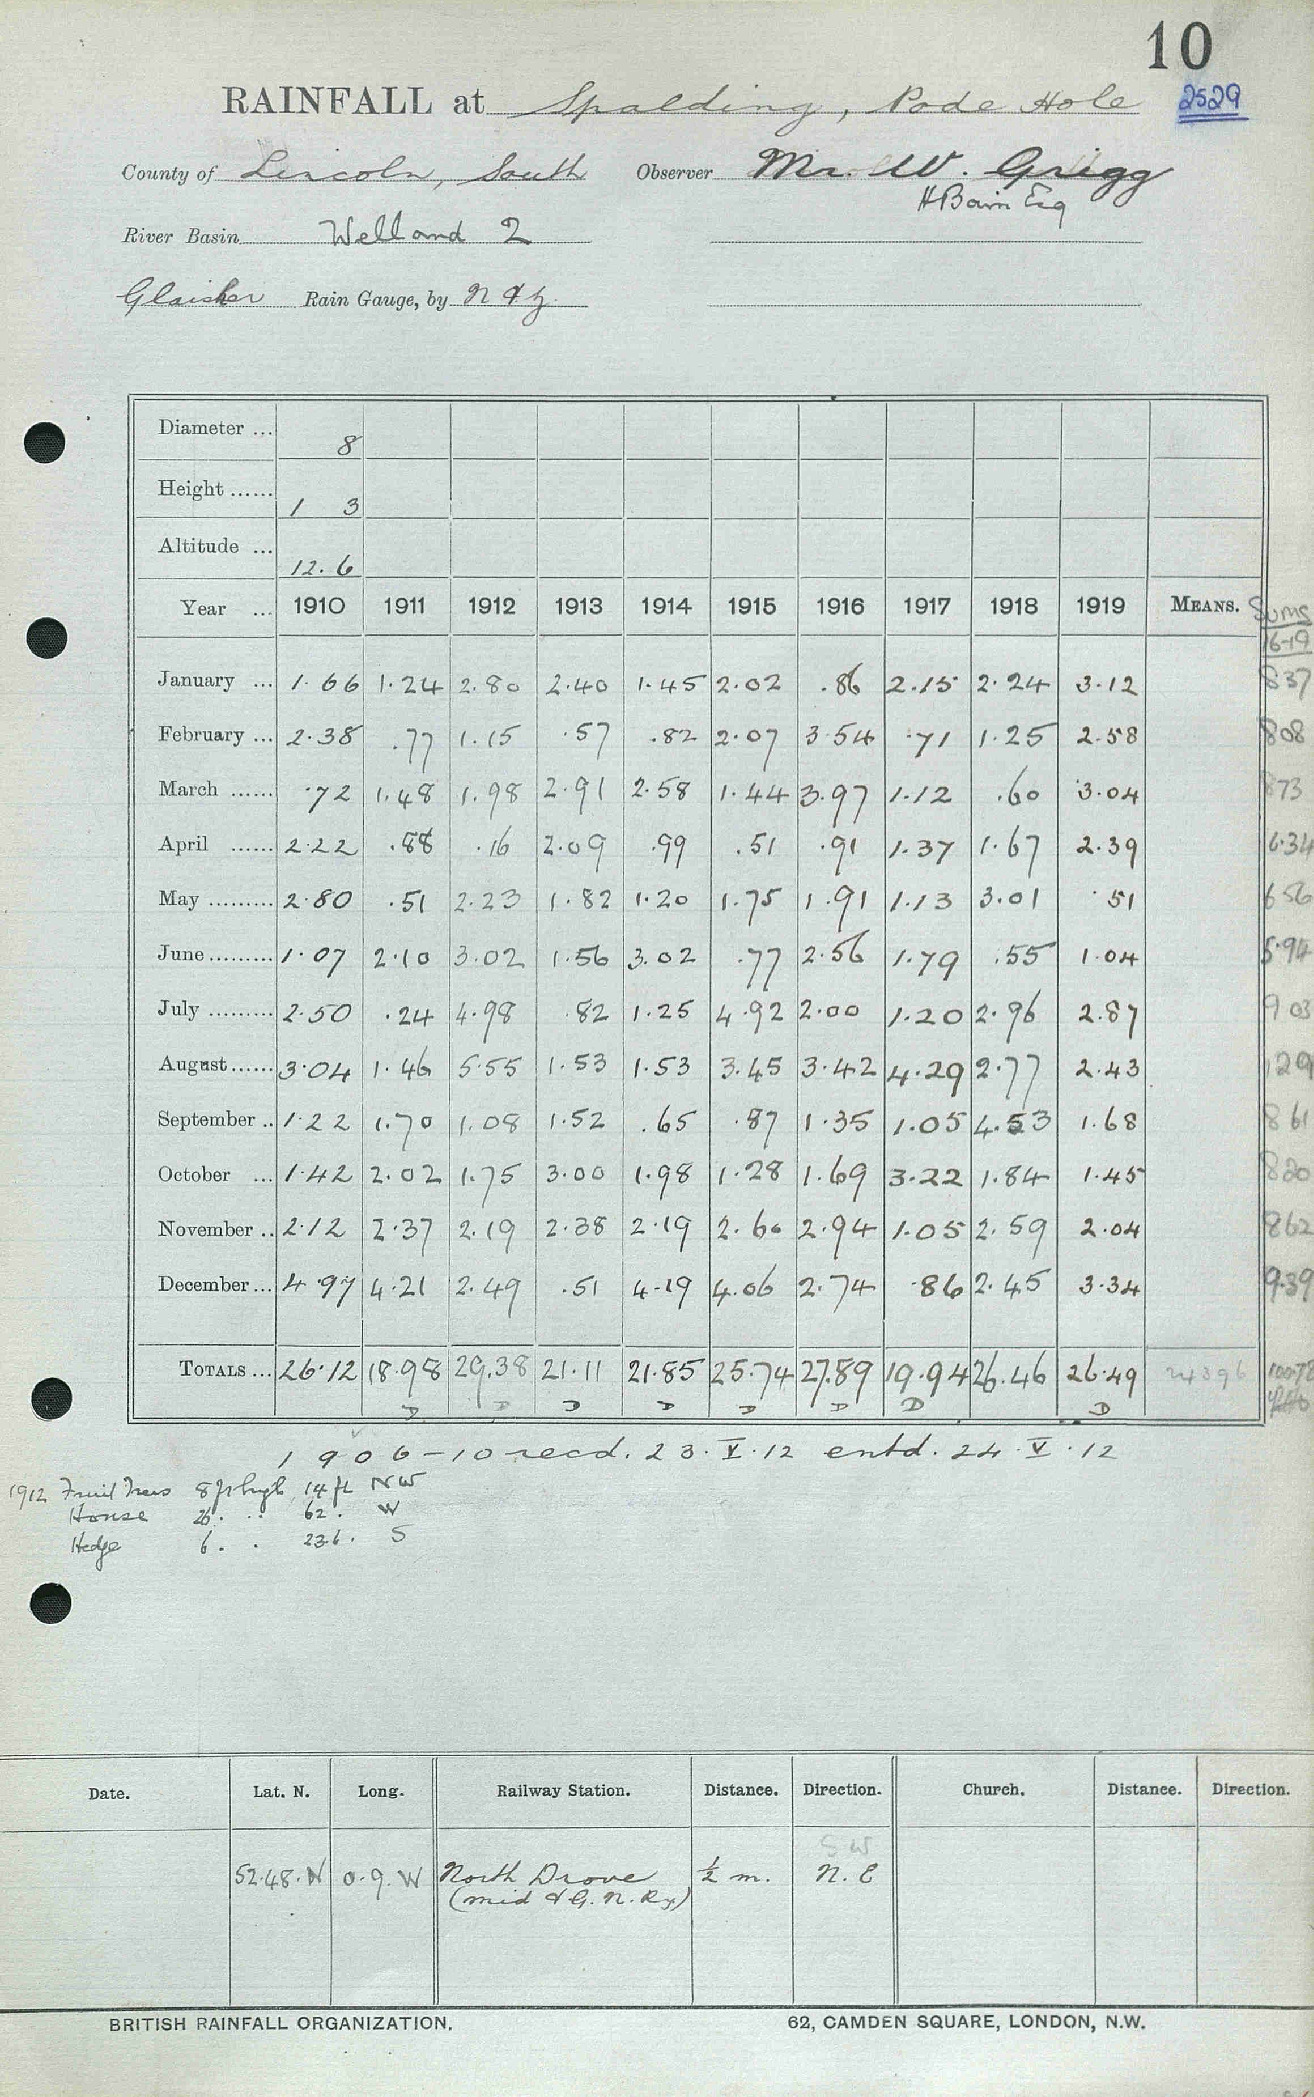 10
RAINFALL at Spalding, Pode Hole 2529
County of Lincoln, South Observer Mr. W. Grigg
H Bain Esq
River Basin Welland 2
Glaisher Rain Gauge, by N & Z
Diameter ... 8
Height ...... 1 3
Altitude ... 12.6
Year ... 1910 1911 1912 1913 1914 1915 1916 1917 1918 1919 MEANS. Sums
16-19
January ... 1.66 1.24 2.80 2.40 1.45 2.02 .86 2.15 2.24 3.12 837
February ... 2.38 .77 1.15 .57 .82 2.07 3.54 .71 1.25 2.58 808
March ...... .72 1.48 1.98 2.91 2.58 1.44 3.97 1.12 .60 3.04 873
April ...... 2.22 .88 .16 2.09 .99 .51 .91 1.37 1.67 2.39 6.34
May ......... 2.80 .51 2.23 1.82 1.20 1.75 1.91 1.13 3.01 .51 656
June ......... 1.07 2.10 3.02 1.56 3.02 .77 2.56 1.79 .55 1.04 5.94
July ......... 2.50 .24 4.98 .82 1.25 4.92 2.00 1.20 2.96 2.87 9 03
August ...... 3.04 1.46 5.55 1.53 1.53 3.45 3.42 4.29 2.77 2.43 129
September .. 1.22 1.70 1.08 1.52 .65 .87 1.35 1.05 4.53 1.68 8 61
October ... 1.42 2.02 1.75 3.00 1.98 1.28 1.69 3.22 1.84 1.45 820
November .. 2.12 2.37 2.19 2.38 2.19 2.60 2.94 1.05 2.59 2.04 862
December ... 4.97 4.21 2.49 .51 4.19 4.06 2.74 .86 2.45 3.34 9.39
TOTALS ... 26.12 18.98 29.38 21.11 21.85 25.74 27.89 19.94 26.46 26.49 24396
D D D D D D D D
1906-10 recd. 23.V.12 entd. 24.V.12
1912 Fruit Trees 8 ft high 14 ft NW
House 26. .. 62. W
Hedge 6. . 236. S
Date. Lat. N. Long. Railway Station. Distance. Direction. Church. Distance. Direction.
S W
52.48.N 0.9.W North Drove ½ m. N.E
(Mid & G.N.Ry)
BRITISH RAINFALL ORGANIZATION. 62, CAMDEN SQUARE, LONDON, N.W.